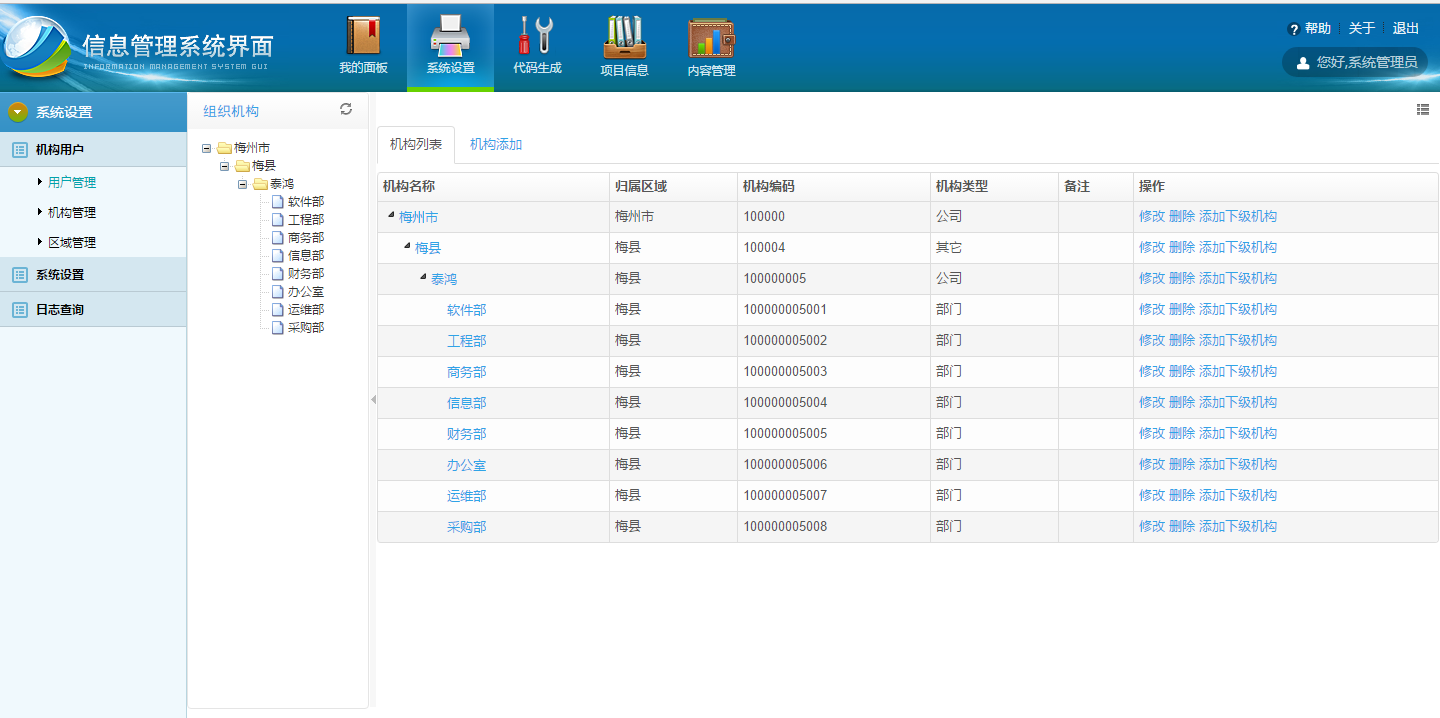 信息管理系统界面
INFORMATION MANAGEMENT SYSTEM GUI
我的面板 系统设置 代码生成 项目信息 内容管理
? 帮助 关于 退出
您好,系统管理员
系统设置
机构用户
用户管理
机构管理
区域管理
系统设置
日志查询
组织机构
梅州市
梅县
泰鸿
软件部
工程部
商务部
信息部
财务部
办公室
运维部
采购部
机构列表 机构添加
机构名称 归属区域 机构编码 机构类型 备注 操作
梅州市 梅州市 100000 公司 修改 删除 添加下级机构
梅县 梅县 100004 其它 修改 删除 添加下级机构
泰鸿 梅县 100000005 公司 修改 删除 添加下级机构
软件部 梅县 100000005001 部门 修改 删除 添加下级机构
工程部 梅县 100000005002 部门 修改 删除 添加下级机构
商务部 梅县 100000005003 部门 修改 删除 添加下级机构
信息部 梅县 100000005004 部门 修改 删除 添加下级机构
财务部 梅县 100000005005 部门 修改 删除 添加下级机构
办公室 梅县 100000005006 部门 修改 删除 添加下级机构
运维部 梅县 100000005007 部门 修改 删除 添加下级机构
采购部 梅县 100000005008 部门 修改 删除 添加下级机构